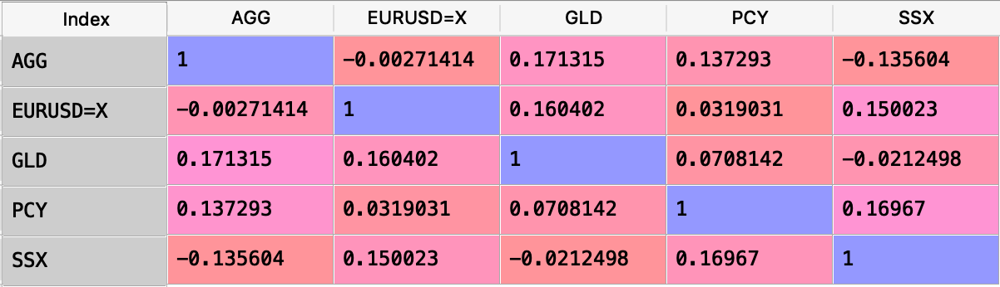 Index AGG EURUSD=X GLD PCY SSX
AGG 1 −0.00271414 0.171315 0.137293 −0.135604
EURUSD=X −0.00271414 1 0.160402 0.0319031 0.150023
GLD 0.171315 0.160402 1 0.0708142 −0.0212498
PCY 0.137293 0.0319031 0.0708142 1 0.16967
SSX −0.135604 0.150023 −0.0212498 0.16967 1